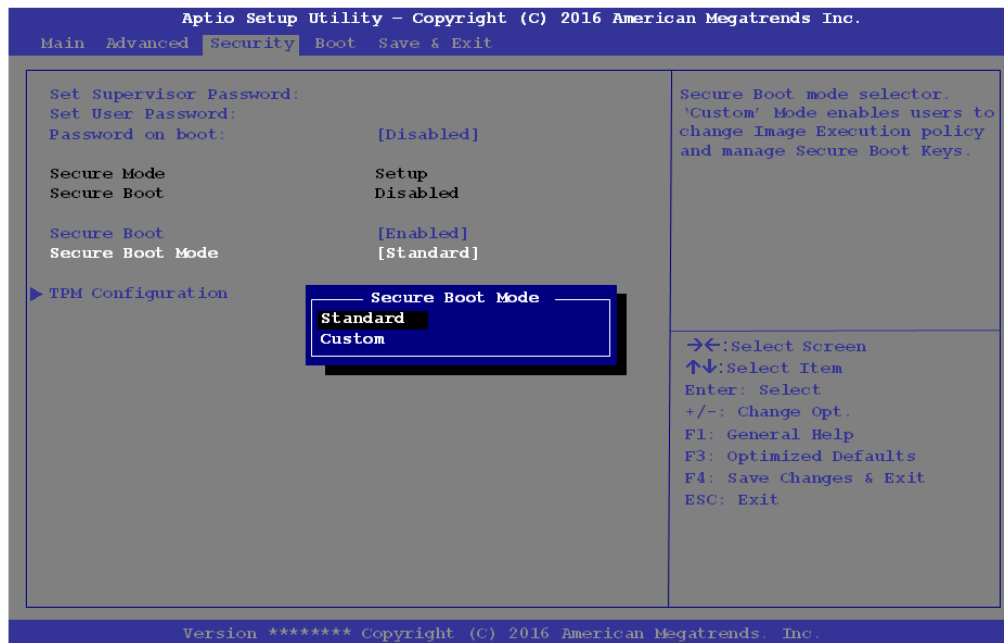 Aptio Setup Utility – Copyright (C) 2016 American Megatrends Inc.
Main Advanced Security Boot Save & Exit
Set Supervisor Password:
Set User Password:
Password on boot: [Disabled]
Secure Mode Setup
Secure Boot Disabled
Secure Boot [Enabled]
Secure Boot Mode [Standard]
TPM Configuration
Secure Boot Mode
Standard
Custom
Secure Boot mode selector.
'Custom' Mode enables users to
change Image Execution policy
and manage Secure Boot Keys.
→←:Select Screen
↑↓:Select Item
Enter: Select
+/-: Change Opt.
F1: General Help
F3: Optimized Defaults
F4: Save Changes & Exit
ESC: Exit
Version ******** Copyright (C) 2016 American Megatrends. Inc.